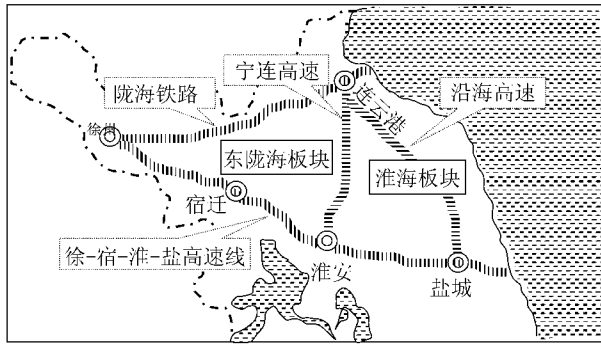 宁连高速
陇海铁路
沿海高速
连云港
徐州
东陇海板块
淮海板块
宿迁
徐-宿-淮-盐高速线
淮安
盐城